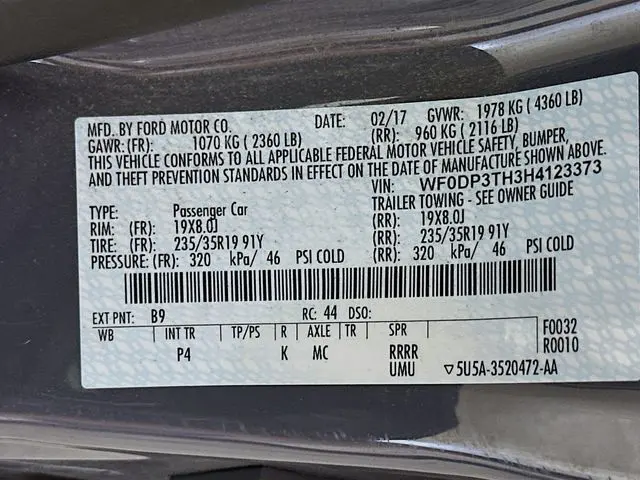 MFD. BY FORD MOTOR CO. DATE: 02/17 GVWR: 1978 KG ( 4360 LB)
GAWR: (FR): 1070 KG ( 2360 LB) (RR): 960 KG ( 2116 LB)
THIS VEHICLE CONFORMS TO ALL APPLICABLE FEDERAL MOTOR VEHICLE SAFETY, BUMPER,
AND THEFT PREVENTION STANDARDS IN EFFECT ON THE DATE OF MANUFACTURE SHOWN ABOVE.
VIN: WF0DP3TH3H4123373
TYPE: Passenger Car TRAILER TOWING - SEE OWNER GUIDE
RIM: (FR): 19X8.0J (RR): 19X8.0J
TIRE: (FR): 235/35R19 91Y (RR): 235/35R19 91Y
PRESSURE: (FR): 320 kPa/ 46 PSI COLD (RR): 320 kPa/ 46 PSI COLD
EXT PNT: B9 RC: 44 DSO:
WB INT TR TP/PS R AXLE TR SPR F0032
P4 K MC RRRR R0010
UMU ▽5U5A-3520472-AA